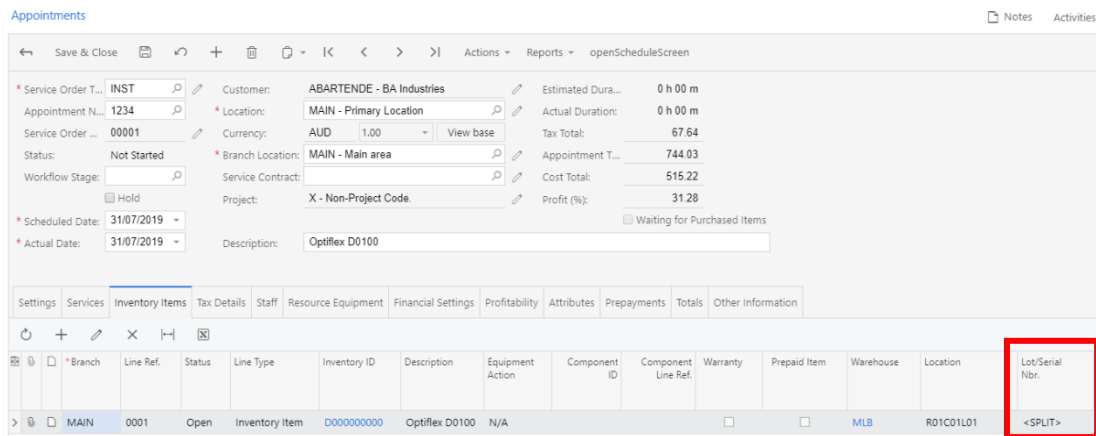 Appointments
Notes Activities
Save & Close Actions Reports openScheduleScreen
* Service Order T... INST Customer: ABARTENDE - BA Industries Estimated Dura... 0 h 00 m
Appointment N... 1234 * Location: MAIN - Primary Location Actual Duration: 0 h 00 m
Service Order ... 00001 Currency: AUD 1.00 View base Tax Total: 67.64
Status: Not Started * Branch Location: MAIN - Main area Appointment T... 744.03
Workflow Stage: Service Contract: Cost Total: 515.22
Hold Project: X - Non-Project Code. Profit (%): 31.28
* Scheduled Date: 31/07/2019 Waiting for Purchased Items
* Actual Date: 31/07/2019 Description: Optiflex D0100
Settings Services Inventory Items Tax Details Staff Resource Equipment Financial Settings Profitability Attributes Prepayments Totals Other Information
* Branch Line Ref. Status Line Type Inventory ID Description Equipment Action Component ID Component Line Ref. Warranty Prepaid Item Warehouse Location Lot/Serial Nbr.
MAIN 0001 Open Inventory Item D000000000 Optiflex D0100 N/A MLB R01C01L01 <SPLIT>